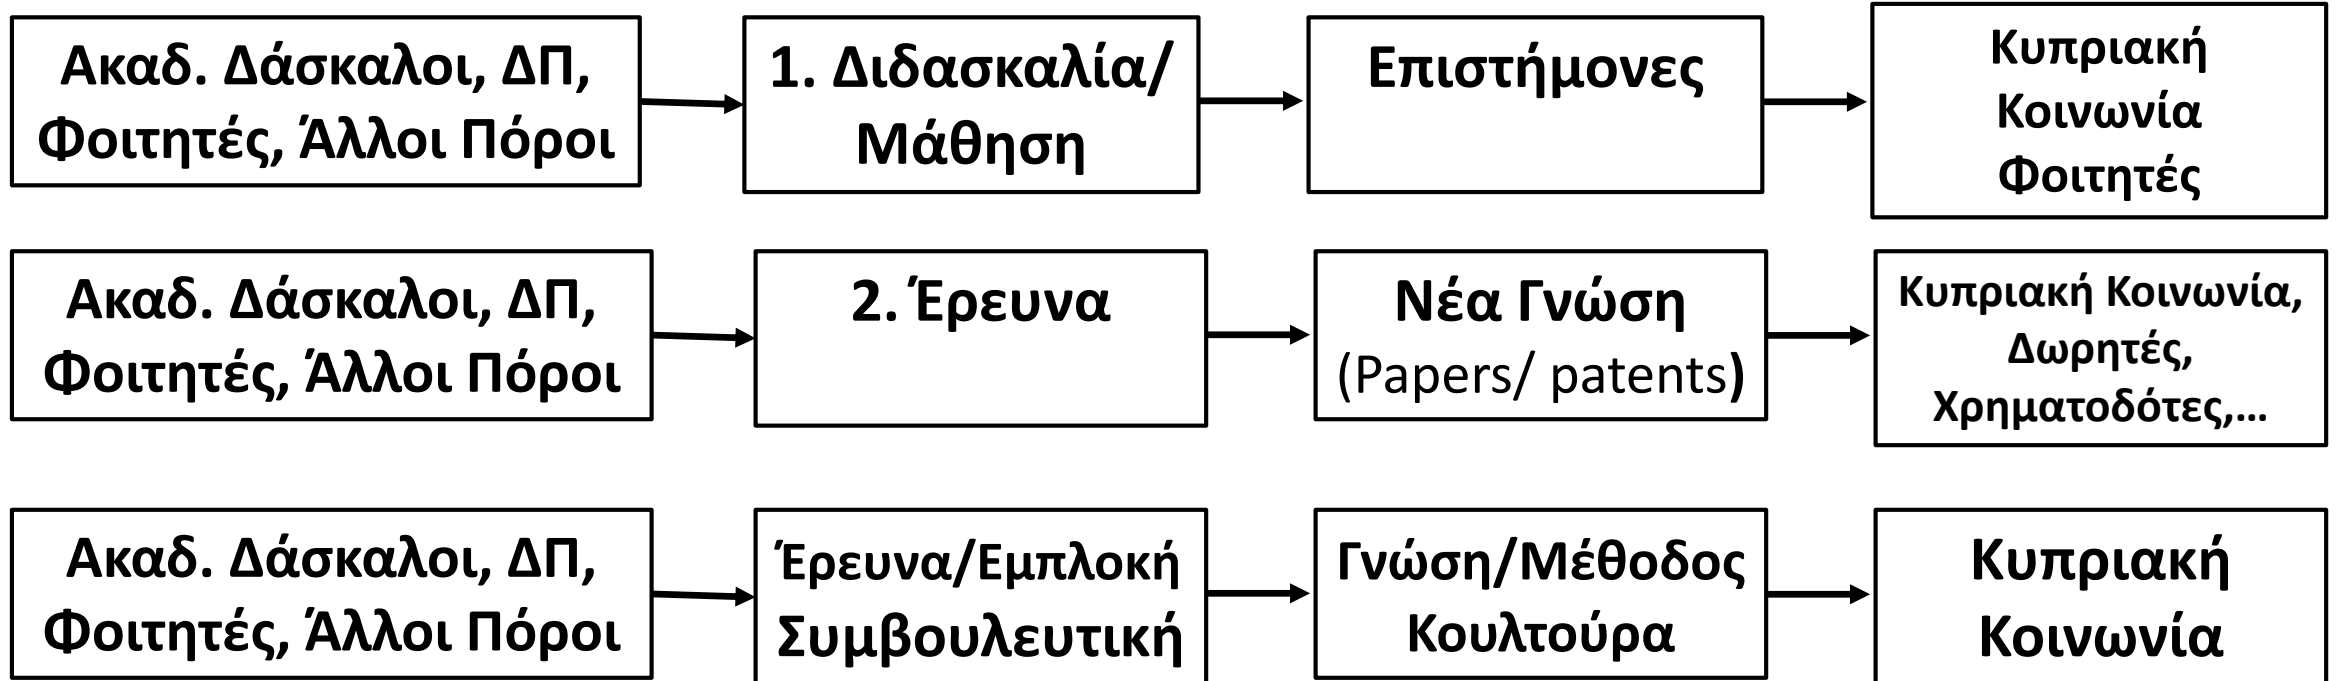 Ακαδ. Δάσκαλοι, ΔΠ,
Φοιτητές, Άλλοι Πόροι
1. Διδασκαλία/
Μάθηση
Επιστήμονες
Κυπριακή
Κοινωνία
Φοιτητές
Ακαδ. Δάσκαλοι, ΔΠ,
Φοιτητές, Άλλοι Πόροι
2. Έρευνα
Νέα Γνώση
(Papers/ patents)
Κυπριακή Κοινωνία,
Δωρητές,
Χρηματοδότες,...
Ακαδ. Δάσκαλοι, ΔΠ,
Φοιτητές, Άλλοι Πόροι
Έρευνα/Εμπλοκή
Συμβουλευτική
Γνώση/Μέθοδος
Κουλτούρα
Κυπριακή
Κοινωνία